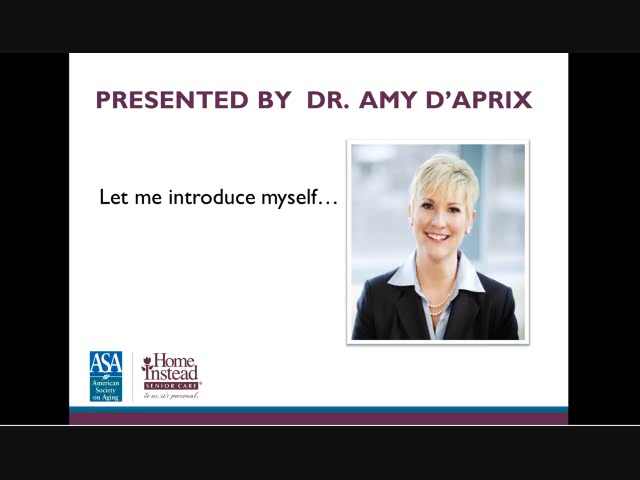 PRESENTED BY DR. AMY D'APRIX
Let me introduce myself…
ASA
American
Society
on Aging
Home
Instead
SENIOR CARE®
to us, it's personal.